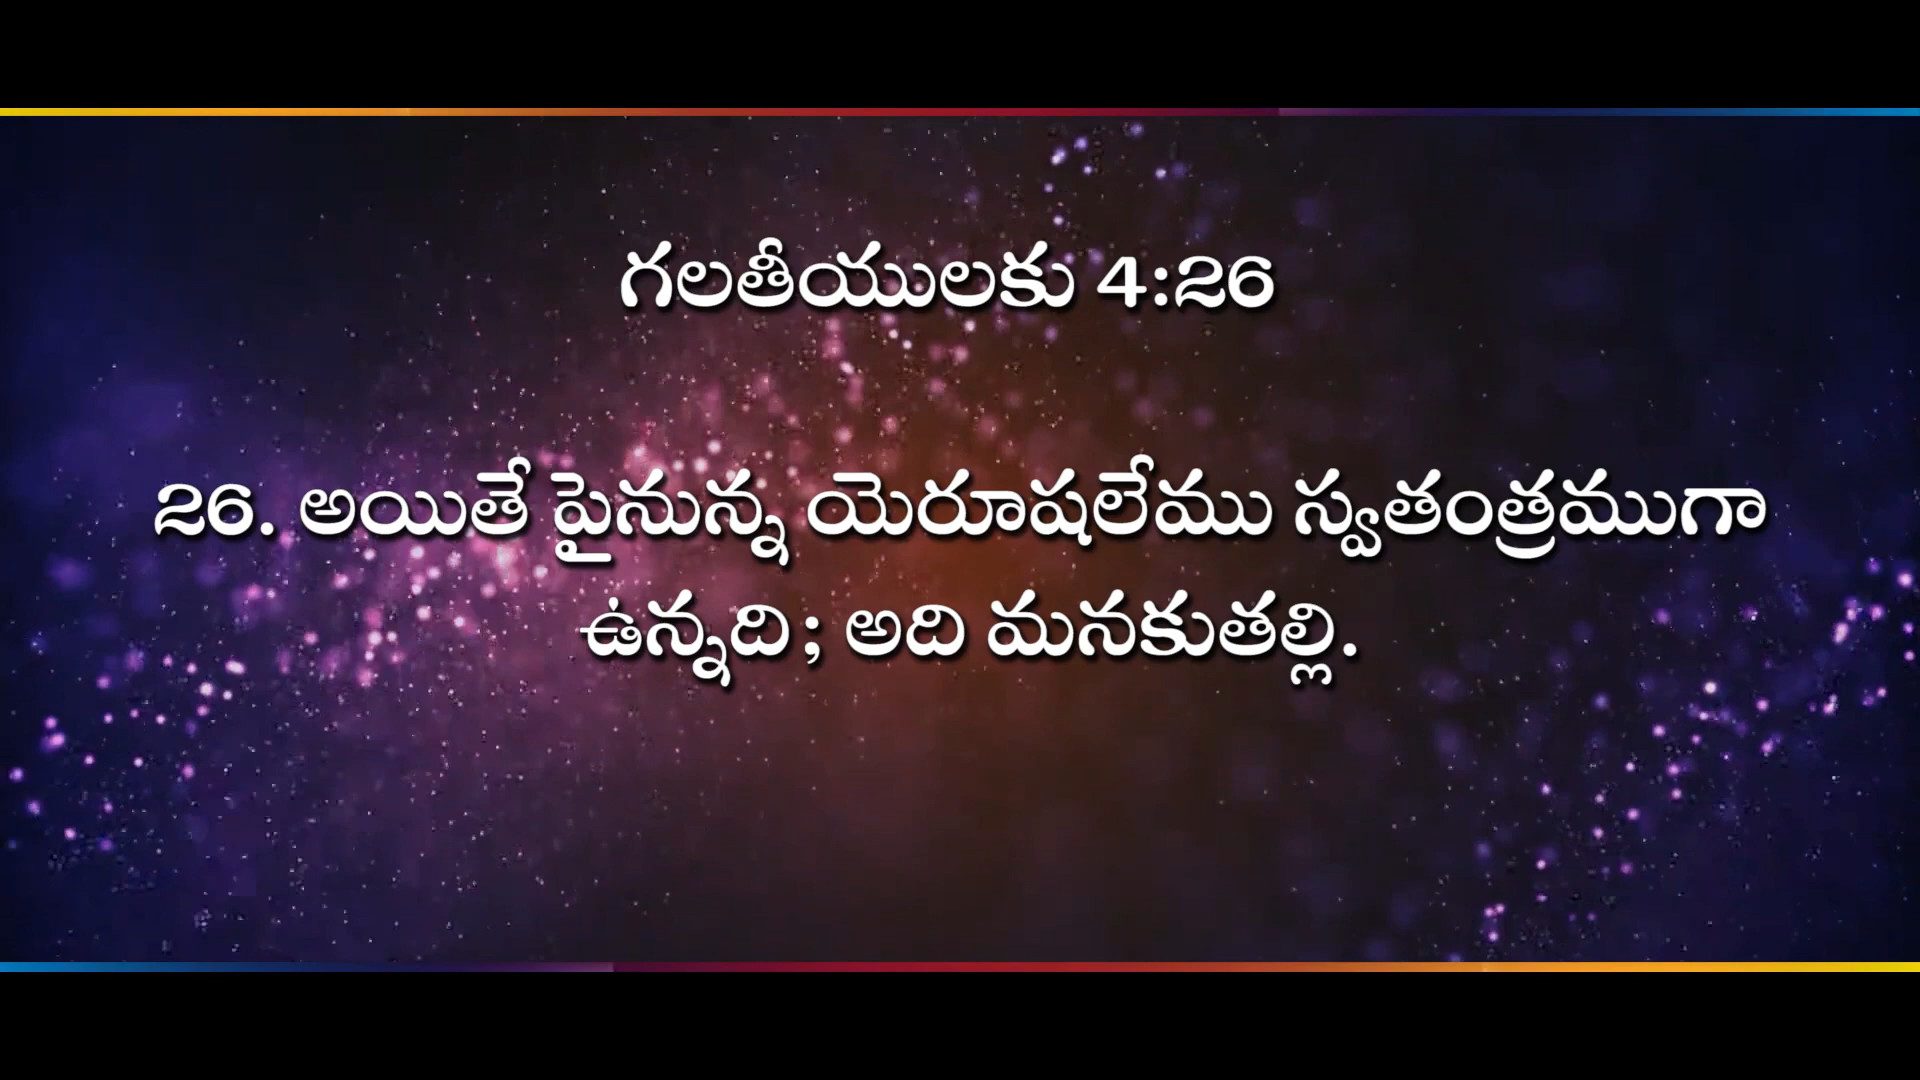 గలతీయులకు 4:26
26. అయితే పైనున్న యెరూషలేము స్వతంత్రముగా
ఉన్నది; అది మనకుతల్లి.